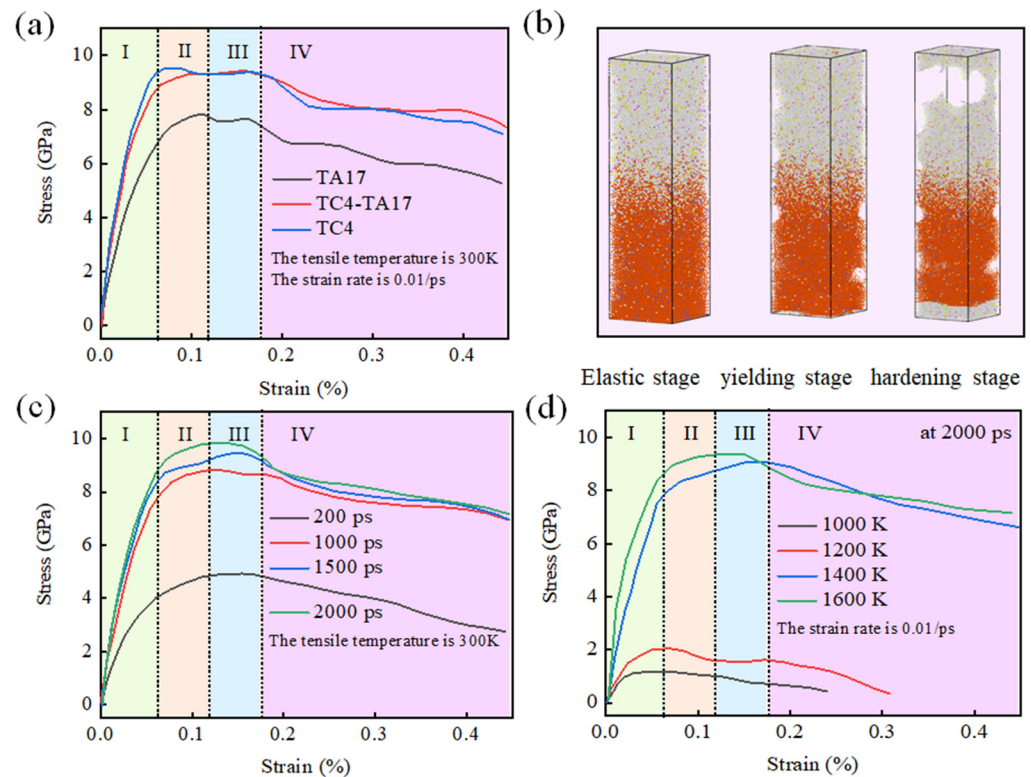 (a)
I II III IV
10
8
6
4
2
0
Stress (GPa)
TA17
TC4-TA17
TC4
The tensile temperature is 300K
The strain rate is 0.01/ps
0.0 0.1 0.2 0.3 0.4
Strain (%)
(b)
Elastic stage yielding stage hardening stage
(c)
I II III IV
10
8
6
4
2
0
Stress (GPa)
200 ps
1000 ps
1500 ps
2000 ps
The tensile temperature is 300K
0.0 0.1 0.2 0.3 0.4
Strain (%)
(d)
I II III IV at 2000 ps
10
8
6
4
2
0
Stress (GPa)
1000 K
1200 K
1400 K
1600 K
The strain rate is 0.01/ps
0.0 0.1 0.2 0.3 0.4
Strain (%)